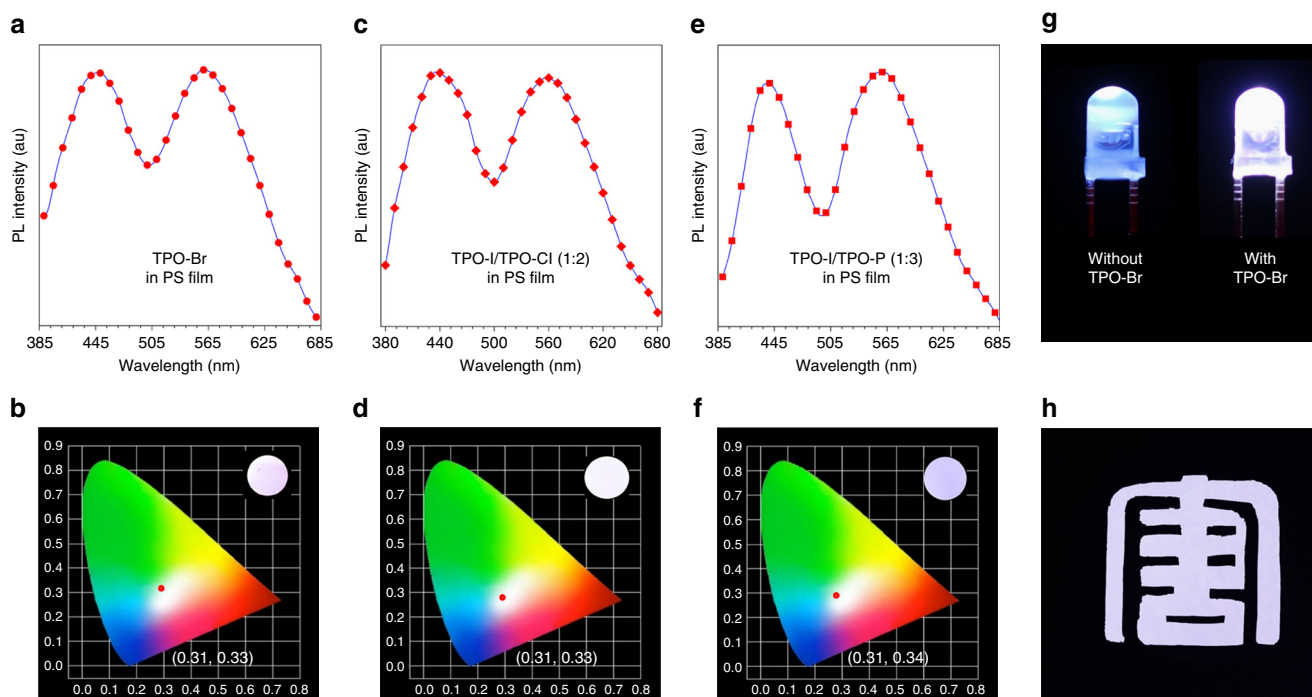 a
PL intensity (au)
TPO-Br
in PS film
385 445 505 565 625 685
Wavelength (nm)
c
PL intensity (au)
TPO-I/TPO-Cl (1:2)
in PS film
380 440 500 560 620 680
Wavelength (nm)
e
PL intensity (au)
TPO-I/TPO-P (1:3)
in PS film
385 445 505 565 625 685
Wavelength (nm)
g
Without
TPO-Br
With
TPO-Br
b
0.9
0.8
0.7
0.6
0.5
0.4
0.3
0.2
0.1
0.0
(0.31, 0.33)
0.0 0.1 0.2 0.3 0.4 0.5 0.6 0.7 0.8
d
0.9
0.8
0.7
0.6
0.5
0.4
0.3
0.2
0.1
0.0
(0.31, 0.33)
0.0 0.1 0.2 0.3 0.4 0.5 0.6 0.7 0.8
f
0.9
0.8
0.7
0.6
0.5
0.4
0.3
0.2
0.1
0.0
(0.31, 0.34)
0.0 0.1 0.2 0.3 0.4 0.5 0.6 0.7 0.8
h
唐